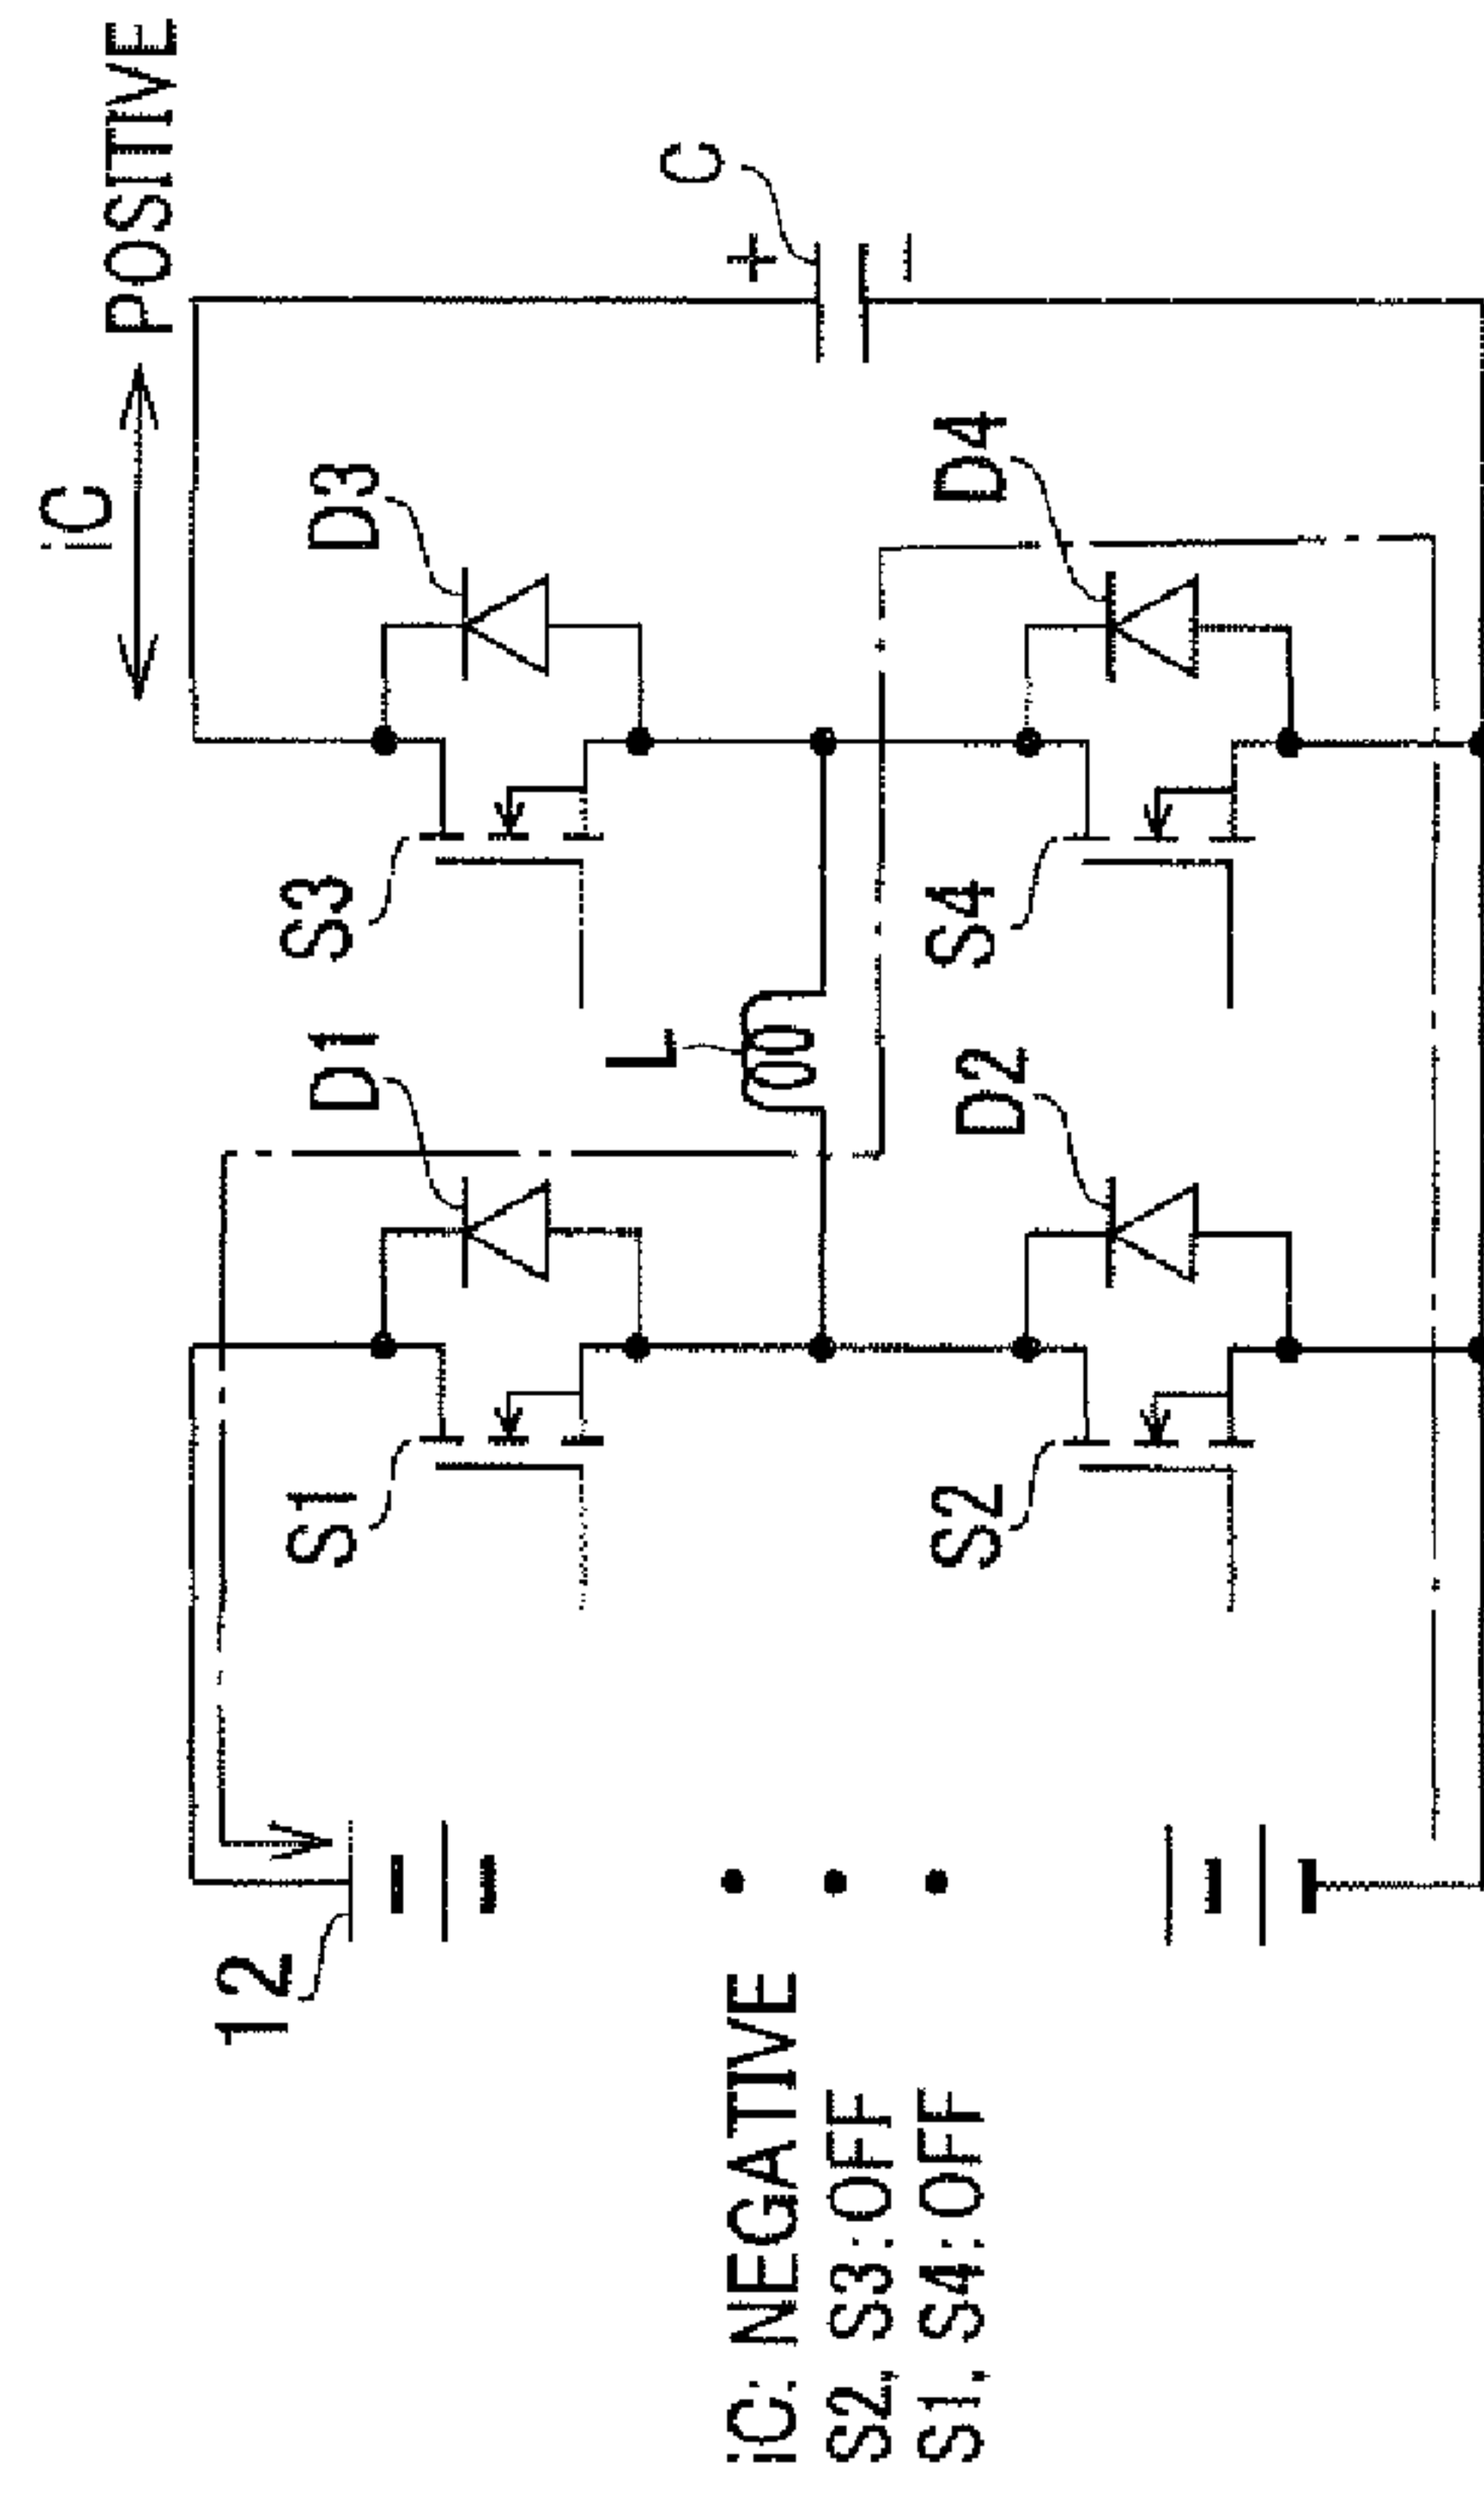 iC: NEGATIVE
S2, S3:OFF
S1, S4:OFF
iC
POSITIVE
12
S1
D1
S3
D3
L
C
+
−
S2
D2
S4
D4